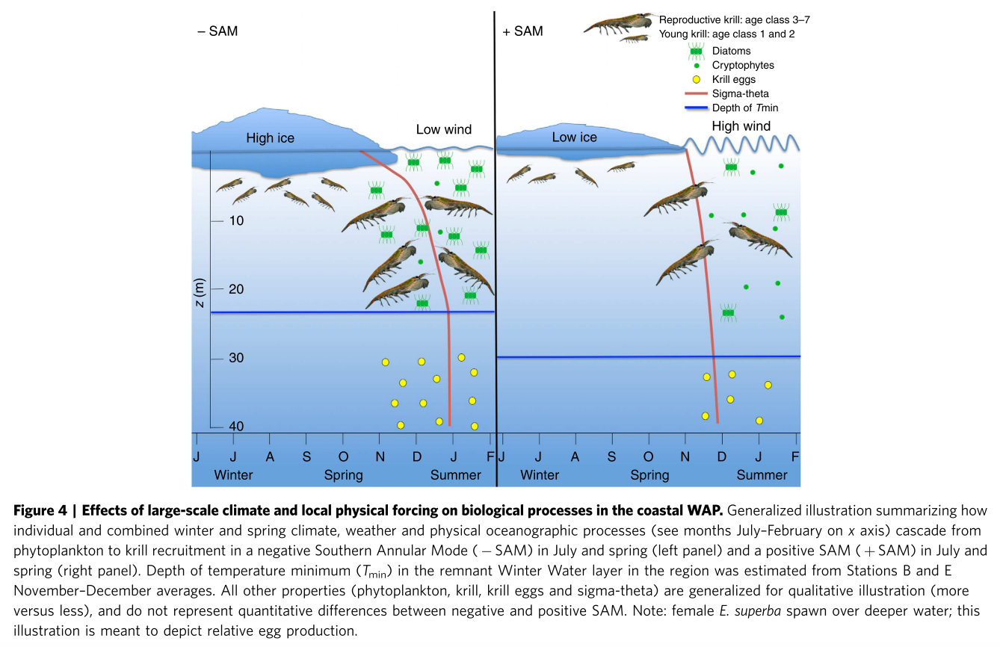 – SAM
+ SAM
Reproductive krill: age class 3–7
Young krill: age class 1 and 2
Diatoms
Cryptophytes
Krill eggs
Sigma-theta
Depth of Tmin
High ice
Low wind
Low ice
High wind
z (m)
10
20
30
40
J J A S O N D J F
Winter Spring Summer
J J A S O N D J F
Winter Spring Summer
Figure 4 | Effects of large-scale climate and local physical forcing on biological processes in the coastal WAP. Generalized illustration summarizing how
individual and combined winter and spring climate, weather and physical oceanographic processes (see months July–February on x axis) cascade from
phytoplankton to krill recruitment in a negative Southern Annular Mode ( – SAM) in July and spring (left panel) and a positive SAM ( + SAM) in July and
spring (right panel). Depth of temperature minimum (Tmin) in the remnant Winter Water layer in the region was estimated from Stations B and E
November–December averages. All other properties (phytoplankton, krill, krill eggs and sigma-theta) are generalized for qualitative illustration (more
versus less), and do not represent quantitative differences between negative and positive SAM. Note: female E. superba spawn over deeper water; this
illustration is meant to depict relative egg production.